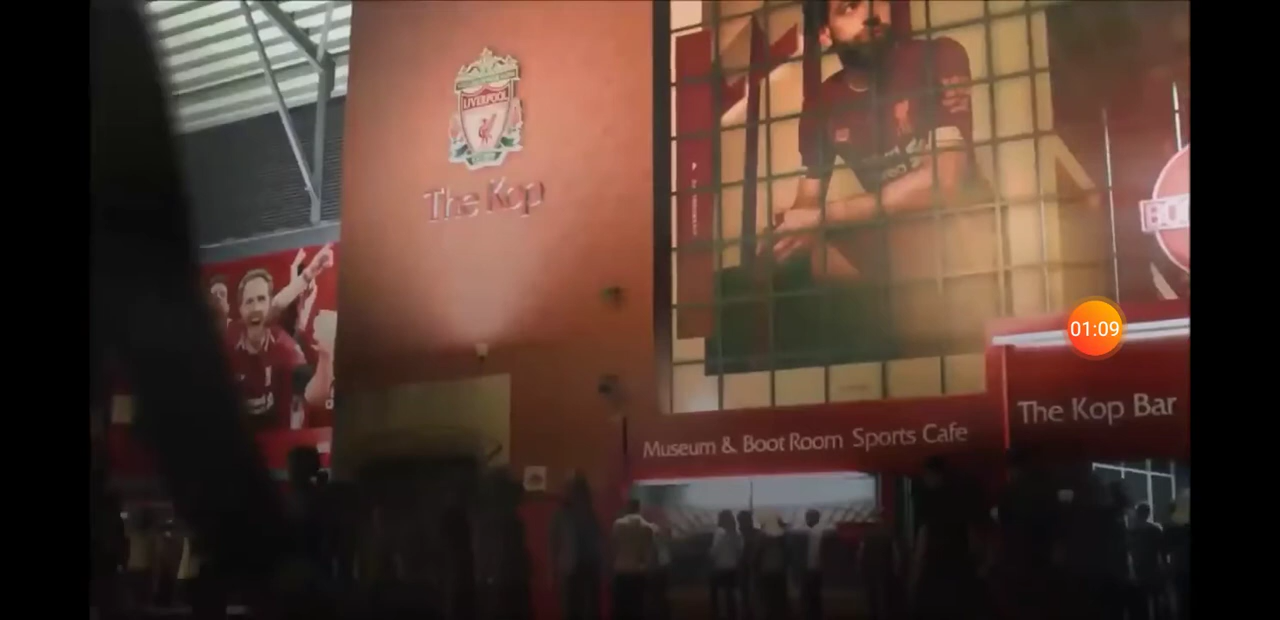 LIVERPOOL
The Kop
01:09
The Kop Bar
Museum & Boot Room Sports Cafe